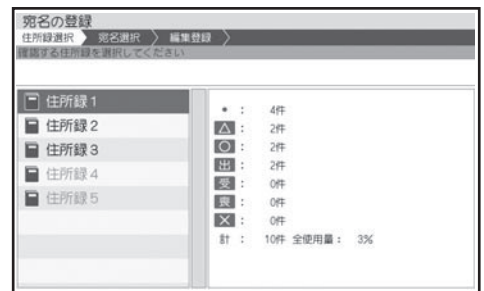 宛名の登録
住所録選択 宛名選択 編集登録
確認する住所録を選択してください
住所録1
住所録2
住所録3
住所録4
住所録5
• : 4件
△ : 2件
○ : 2件
出 : 2件
受 : 0件
喪 : 0件
× : 0件
計 : 10件 全使用量: 3%